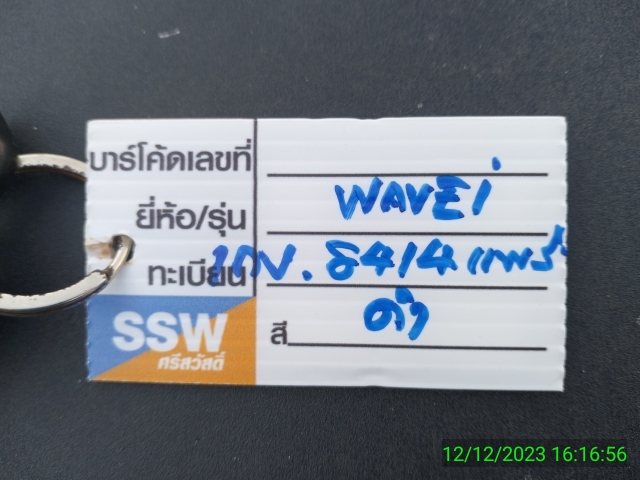 บาร์โค้ดเลขที่
ยี่ห้อ/รุ่น WAVEi
ทะเบียน 1กบ. 8414 แพร่
สี ดำ
SSW
ศรีสวัสดิ์
12/12/2023 16:16:56